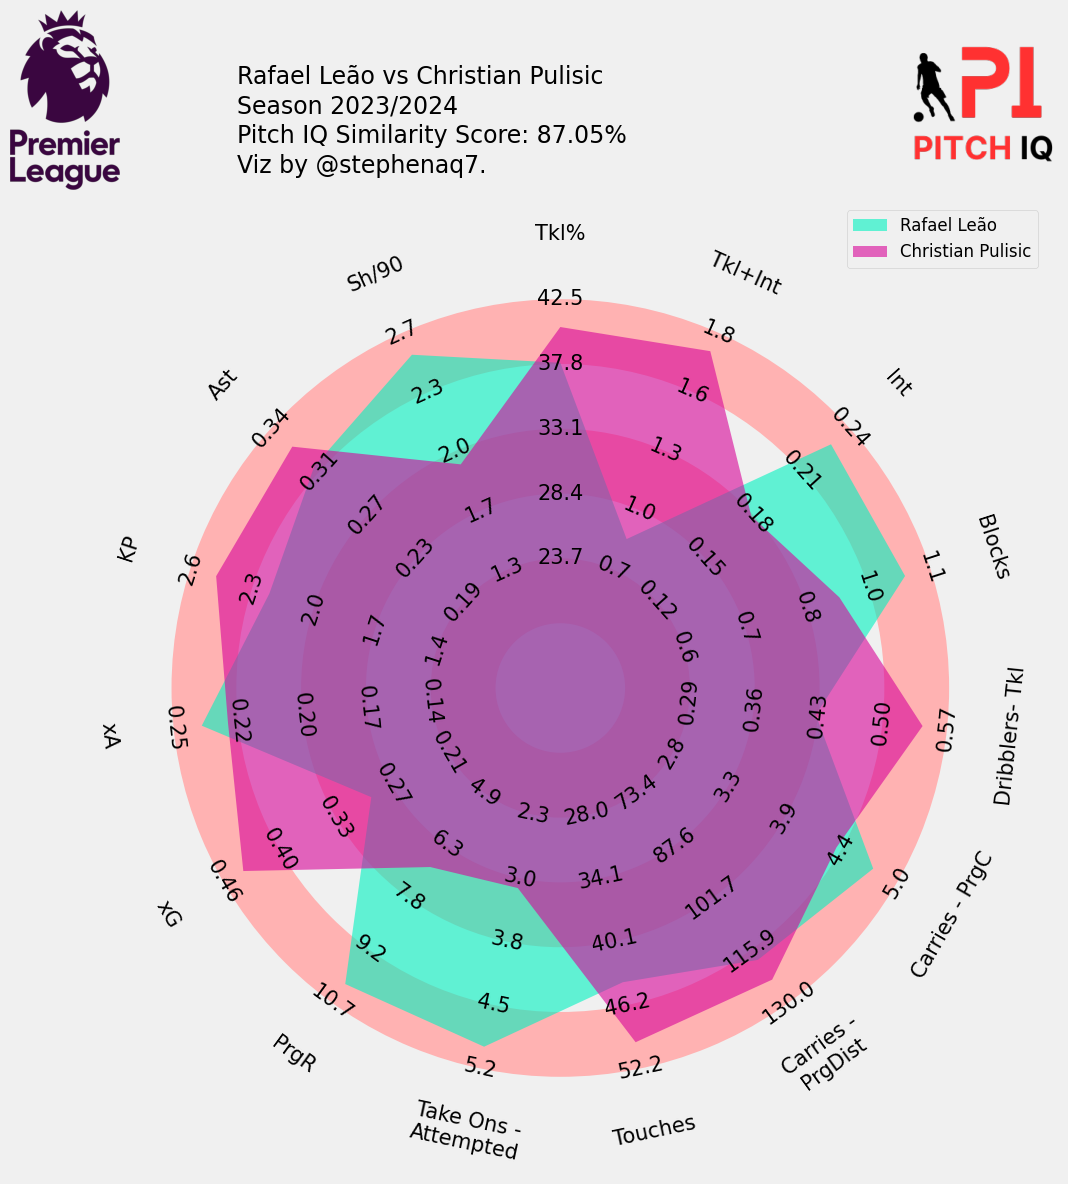 Premier
League
Rafael Leão vs Christian Pulisic
Season 2023/2024
Pitch IQ Similarity Score: 87.05%
Viz by @stephenaq7.
PI
PITCH IQ
Rafael Leão
Christian Pulisic
Tkl%
42.5
37.8
33.1
28.4
23.7
Tkl+Int
1.8
1.6
1.3
1.0
0.7
Int
0.24
0.21
0.18
0.15
0.12
Blocks
1.1
1.0
0.8
0.7
0.6
Dribblers- Tkl
0.57
0.50
0.43
0.36
0.29
Carries - PrgC
5.0
4.4
3.9
3.3
2.8
Carries -
PrgDist
130.0
115.9
101.7
87.6
73.4
Touches
52.2
46.2
40.1
34.1
28.0
Take Ons -
Attempted
5.2
4.5
3.8
3.0
2.3
PrgR
10.7
9.2
7.8
6.3
4.9
xG
0.46
0.40
0.33
0.27
0.21
xA
0.25
0.22
0.20
0.17
0.14
KP
2.6
2.3
2.0
1.7
1.4
Ast
0.34
0.31
0.27
0.23
0.19
Sh/90
2.7
2.3
2.0
1.7
1.3